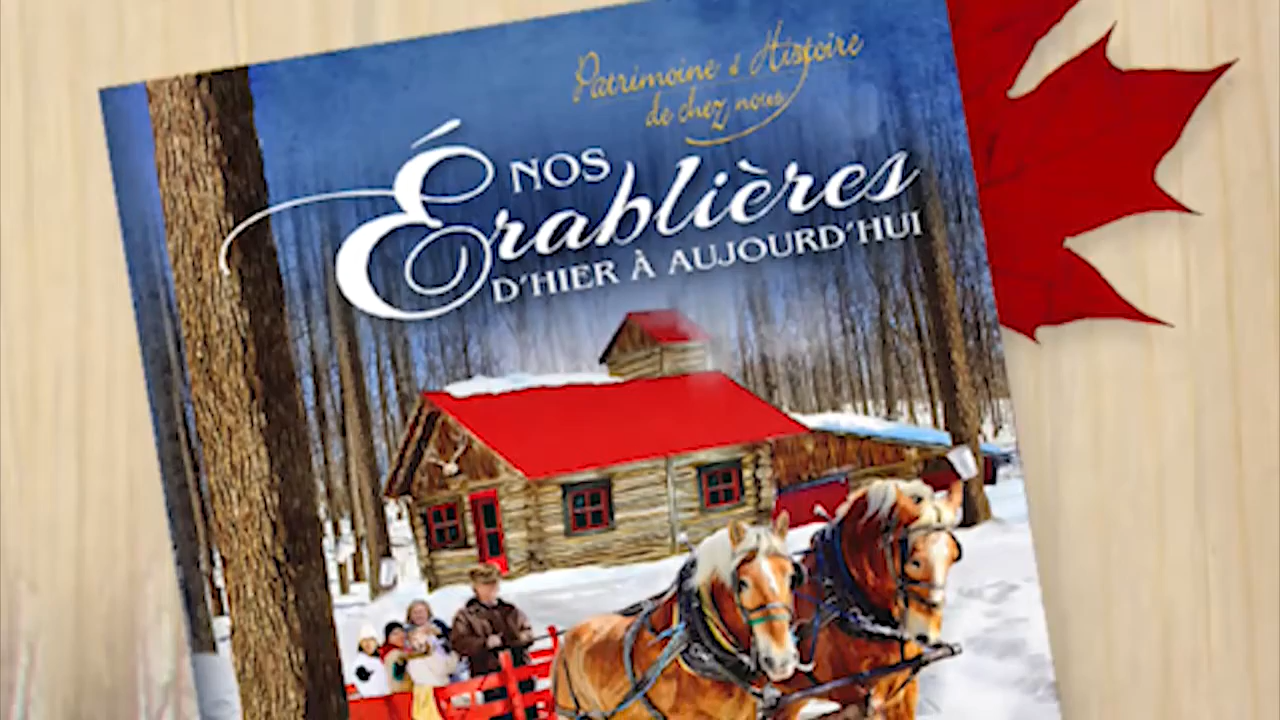 Patrimoine & Histoire
de chez nous
NOS
Érablières
D'HIER À AUJOURD'HUI